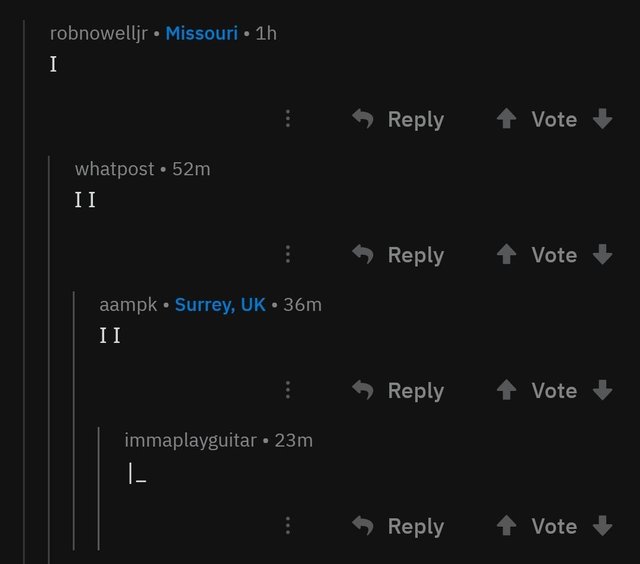 robnowelljr • Missouri • 1h
I
Reply Vote
whatpost • 52m
I I
Reply Vote
aampk • Surrey, UK • 36m
I I
Reply Vote
immaplayguitar • 23m
|_
Reply Vote